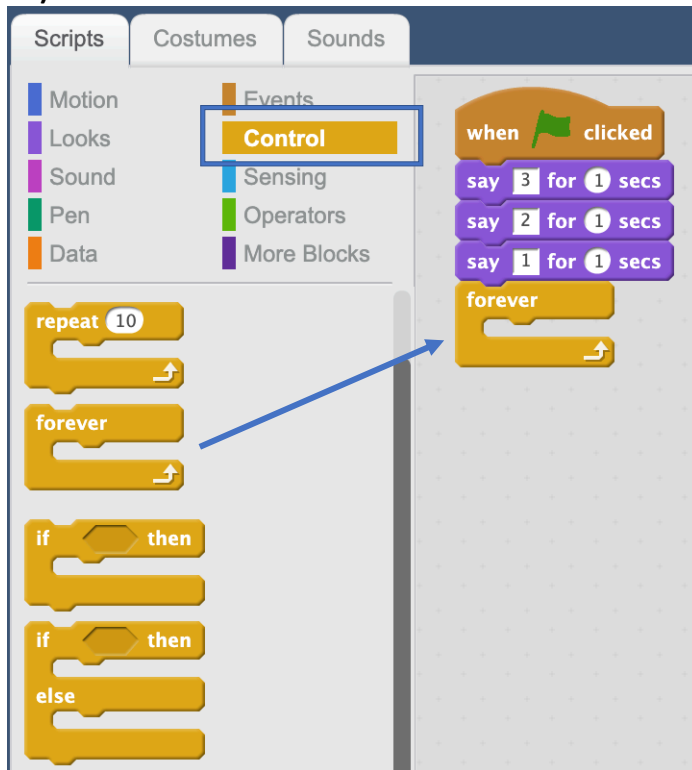 Scripts Costumes Sounds
Motion Events
Looks Control
Sound Sensing
Pen Operators
Data More Blocks
repeat 10
forever
if then
if then
else
when clicked
say 3 for 1 secs
say 2 for 1 secs
say 1 for 1 secs
forever